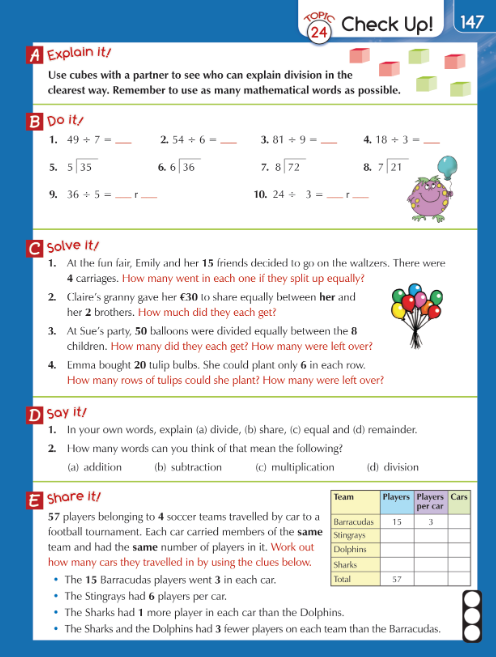 TOPIC 24 Check Up! 147
A Explain it!
Use cubes with a partner to see who can explain division in the
clearest way. Remember to use as many mathematical words as possible.
B Do it!
1. 49 ÷ 7 = ___ 2. 54 ÷ 6 = ___ 3. 81 ÷ 9 = ___ 4. 18 ÷ 3 = ___
5. 5|35 6. 6|36 7. 8|72 8. 7|21
9. 36 ÷ 5 = ___ r ___ 10. 24 ÷ 3 = ___ r ___
C Solve it!
1. At the fun fair, Emily and her 15 friends decided to go on the waltzers. There were
4 carriages. How many went in each one if they split up equally?
2. Claire's granny gave her €30 to share equally between her and
her 2 brothers. How much did they each get?
3. At Sue's party, 50 balloons were divided equally between the 8
children. How many did they each get? How many were left over?
4. Emma bought 20 tulip bulbs. She could plant only 6 in each row.
How many rows of tulips could she plant? How many were left over?
D Say it!
1. In your own words, explain (a) divide, (b) share, (c) equal and (d) remainder.
2. How many words can you think of that mean the following?
(a) addition (b) subtraction (c) multiplication (d) division
E Share it!
57 players belonging to 4 soccer teams travelled by car to a
football tournament. Each car carried members of the same
team and had the same number of players in it. Work out
how many cars they travelled in by using the clues below.
• The 15 Barracudas players went 3 in each car.
• The Stingrays had 6 players per car.
• The Sharks had 1 more player in each car than the Dolphins.
• The Sharks and the Dolphins had 3 fewer players on each team than the Barracudas.
Team Players Players per car Cars
Barracudas 15 3
Stingrays
Dolphins
Sharks
Total 57